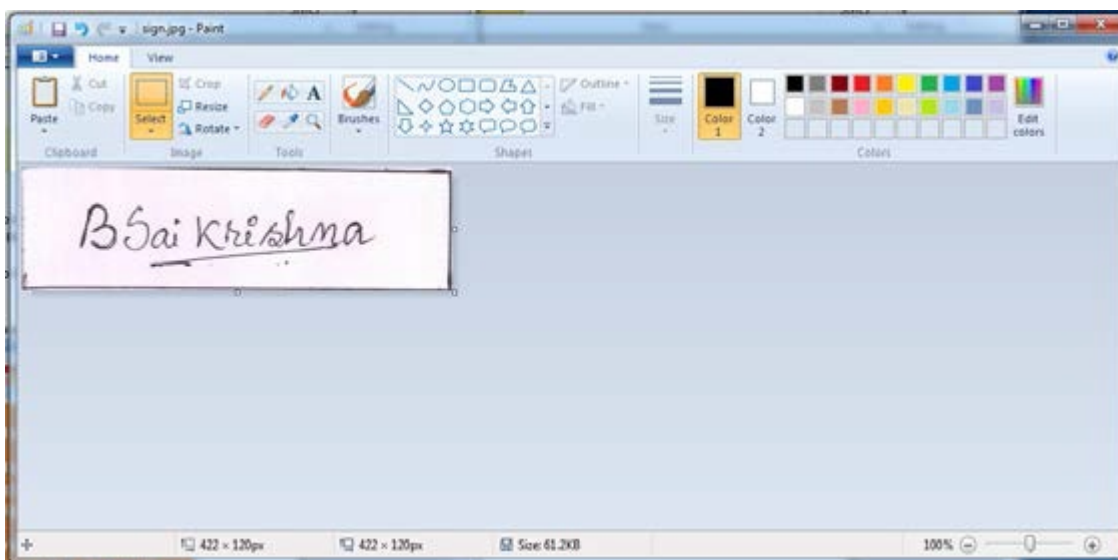 sign.jpg - Paint
Home View
Paste
Cut
Copy
Clipboard
Select
Crop
Resize
Rotate
Image
A
Tools
Brushes
Outline
Fill
Shapes
Size
Color 1
Color 2
Edit colors
Colors
B Sai Krishna
422 × 120px 422 × 120px Size: 61.2KB 100%